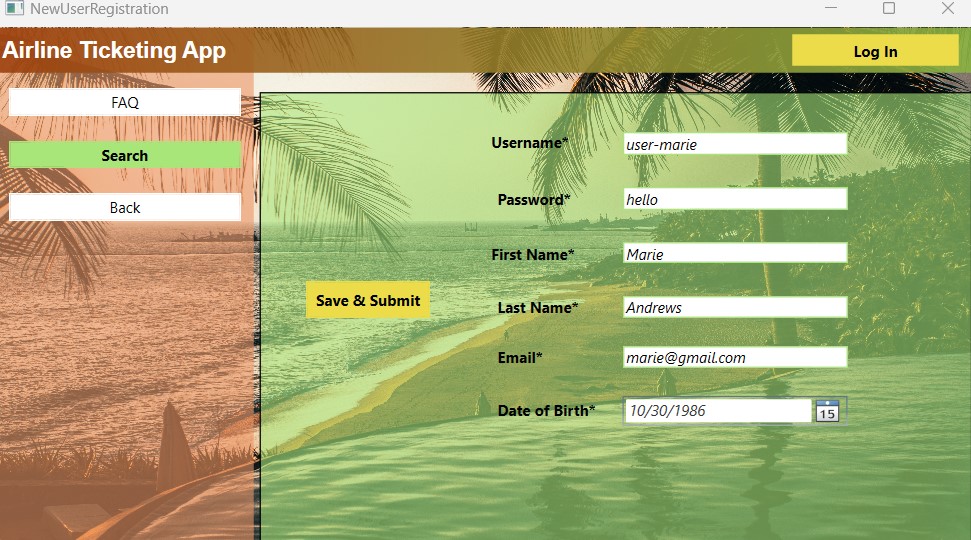 NewUserRegistration
Airline Ticketing App
Log In
FAQ
Search
Back
Username* user-marie
Password* hello
First Name* Marie
Save & Submit
Last Name* Andrews
Email* marie@gmail.com
Date of Birth* 10/30/1986 15